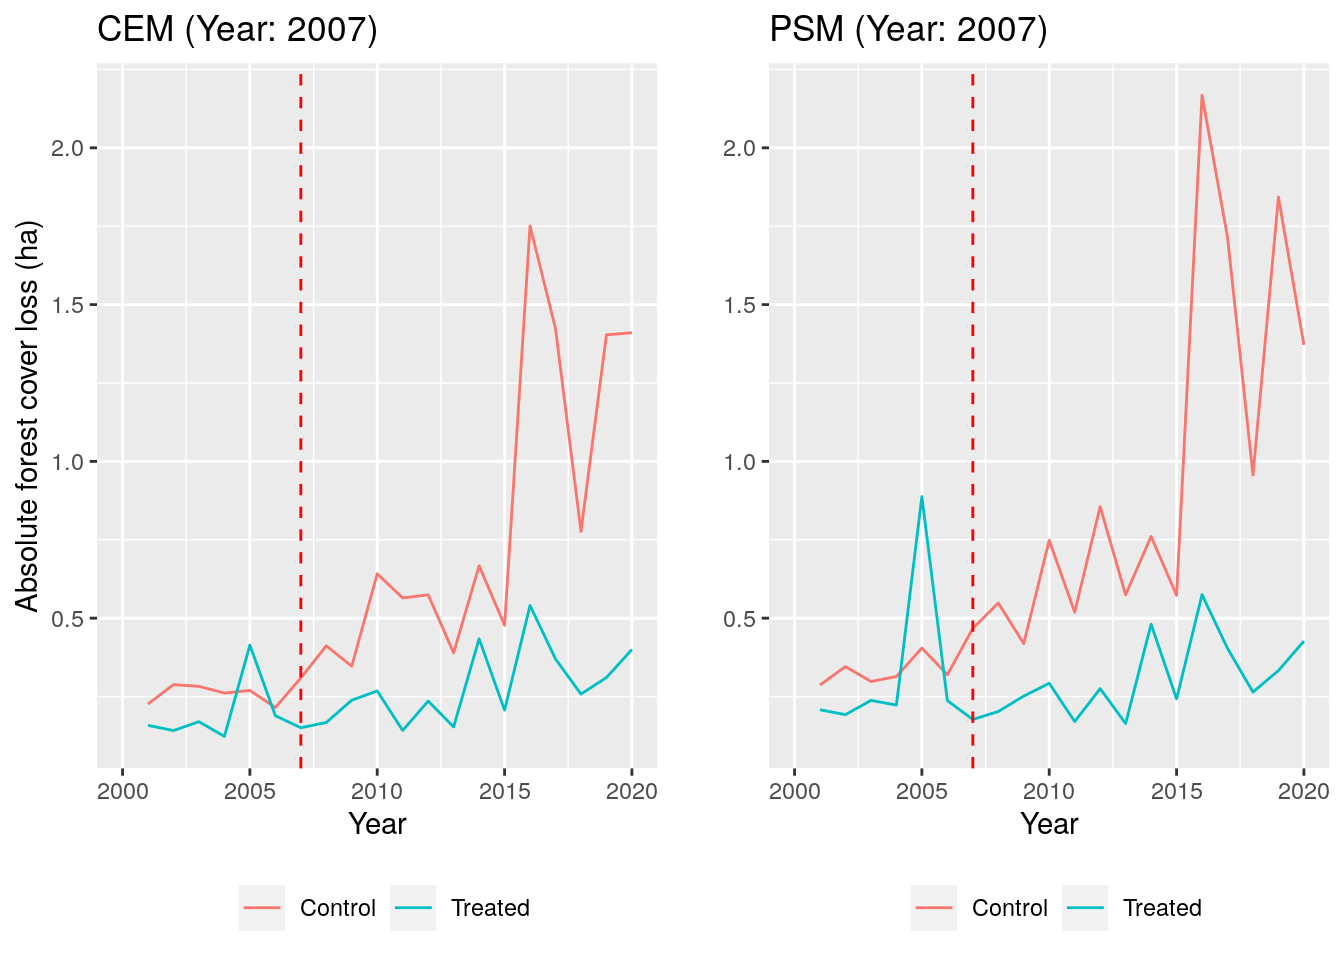 CEM (Year: 2007)
PSM (Year: 2007)
Absolute forest cover loss (ha)
2.0
1.5
1.0
0.5
2000 2005 2010 2015 2020
Year
Control Treated
2.0
1.5
1.0
0.5
2000 2005 2010 2015 2020
Year
Control Treated